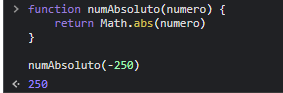 > function numAbsoluto(numero) {
return Math.abs(numero)
}
numAbsoluto(-250)
< 250